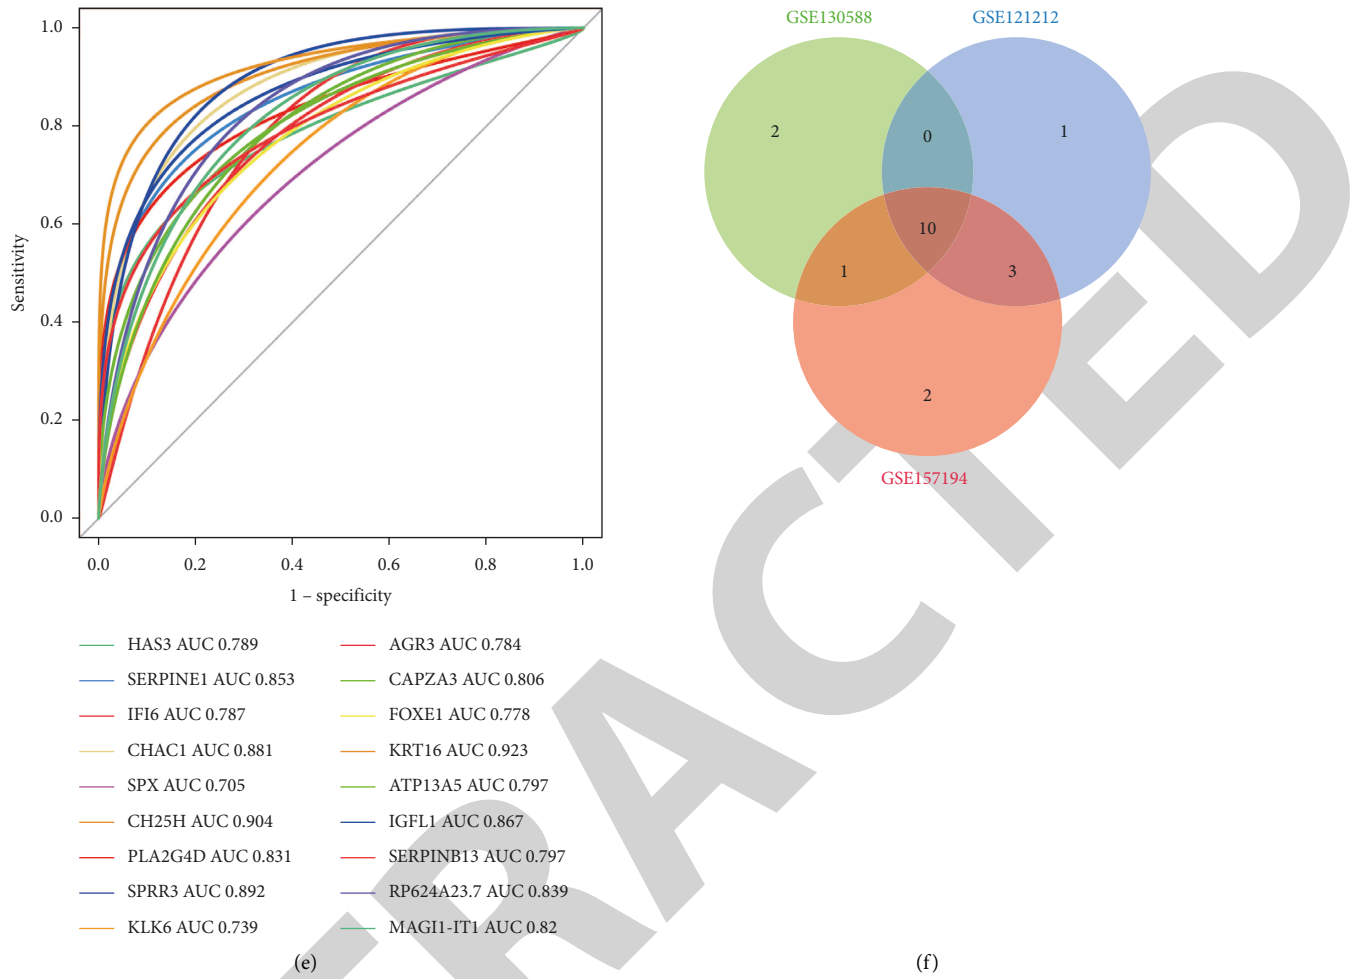 1.0
0.8
0.6
0.4
0.2
0.0
Sensitivity
0.0 0.2 0.4 0.6 0.8 1.0
1 – specificity
HAS3 AUC 0.789
SERPINE1 AUC 0.853
IFI6 AUC 0.787
CHAC1 AUC 0.881
SPX AUC 0.705
CH25H AUC 0.904
PLA2G4D AUC 0.831
SPRR3 AUC 0.892
KLK6 AUC 0.739
AGR3 AUC 0.784
CAPZA3 AUC 0.806
FOXE1 AUC 0.778
KRT16 AUC 0.923
ATP13A5 AUC 0.797
IGFL1 AUC 0.867
SERPINB13 AUC 0.797
RP624A23.7 AUC 0.839
MAGI1-IT1 AUC 0.82
(e)
GSE130588 GSE121212
2 0 1
10
1 3
2
GSE157194
(f)
TRACTED